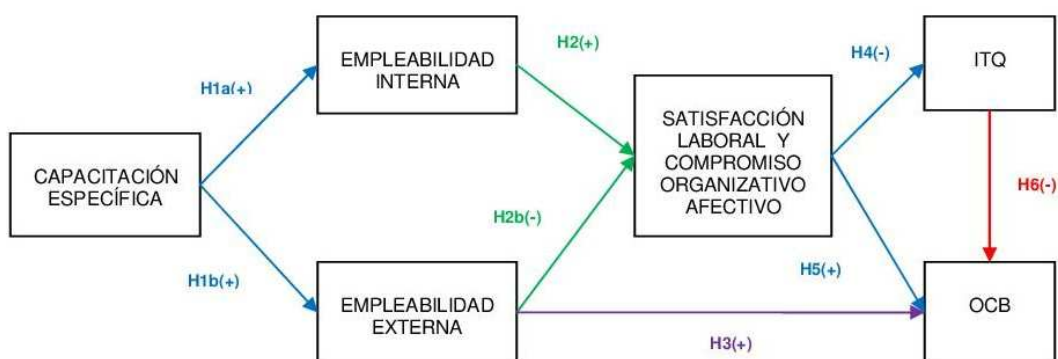 H2(+)
H4(-)
EMPLEABILIDAD
INTERNA
ITQ
H1a(+)
SATISFACCIÓN
LABORAL Y
COMPROMISO
ORGANIZATIVO
AFECTIVO
CAPACITACIÓN
ESPECÍFICA
H6(-)
H2b(-)
H1b(+)
H5(+)
EMPLEABILIDAD
EXTERNA
OCB
H3(+)